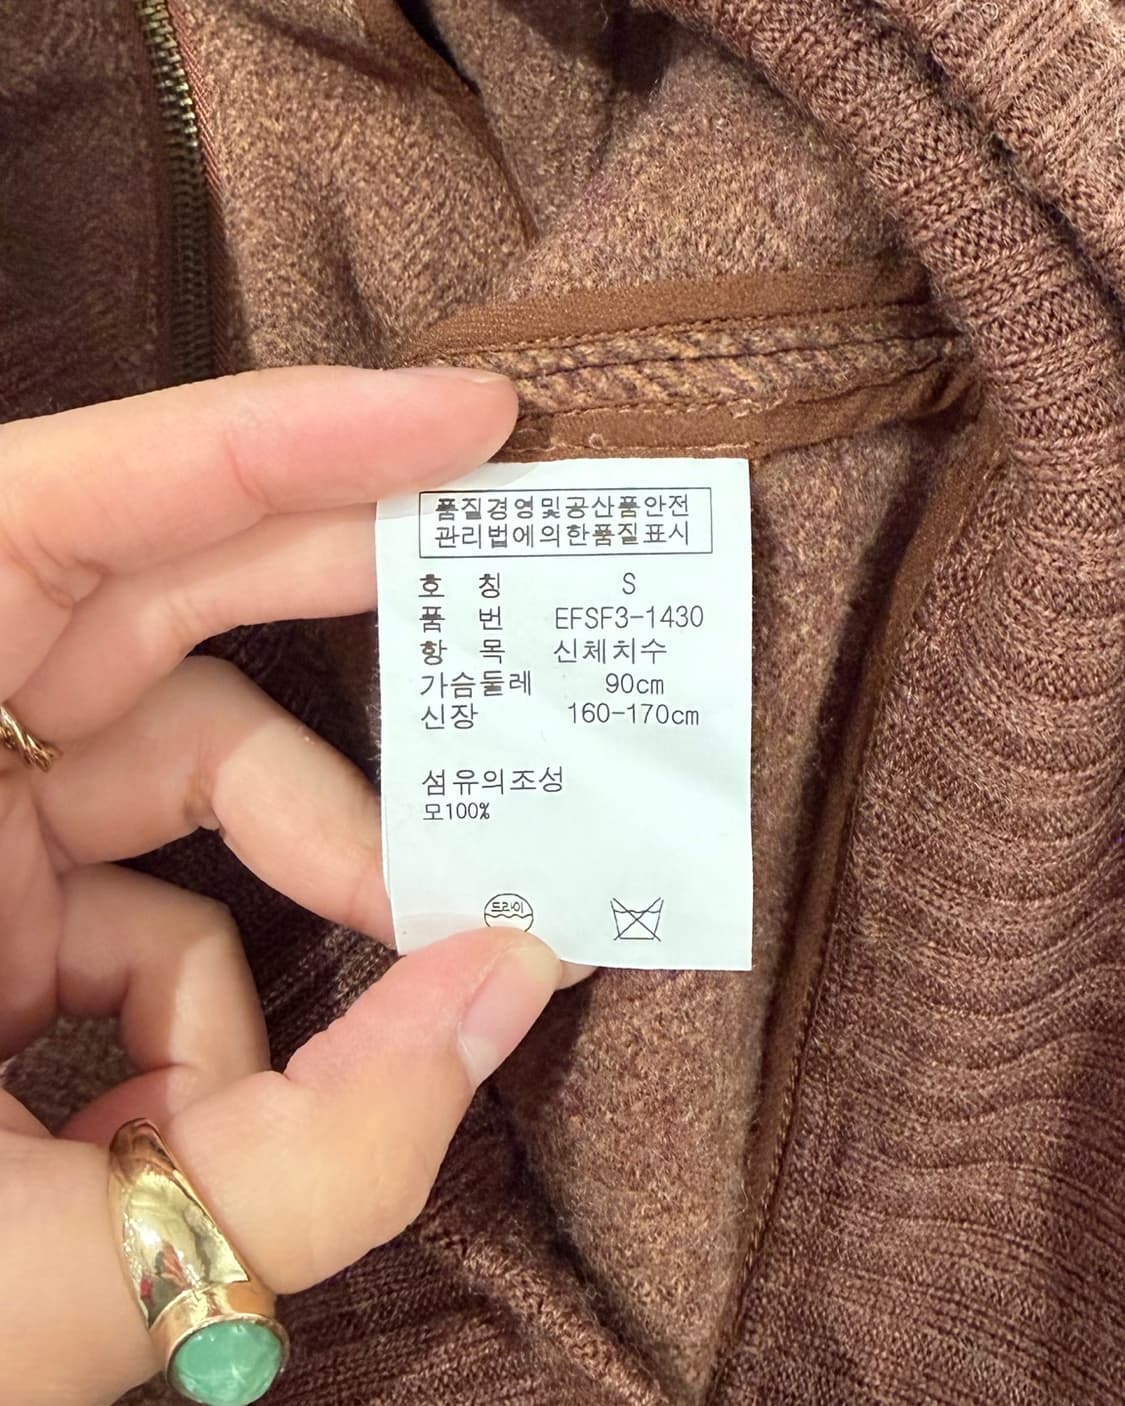 품질경영및공산품안전
관리법에의한품질표시
호 칭 S
품 번 EFSF3-1430
항 목 신체치수
가슴둘레 90cm
신장 160-170cm
섬유의조성
모100%
드라이